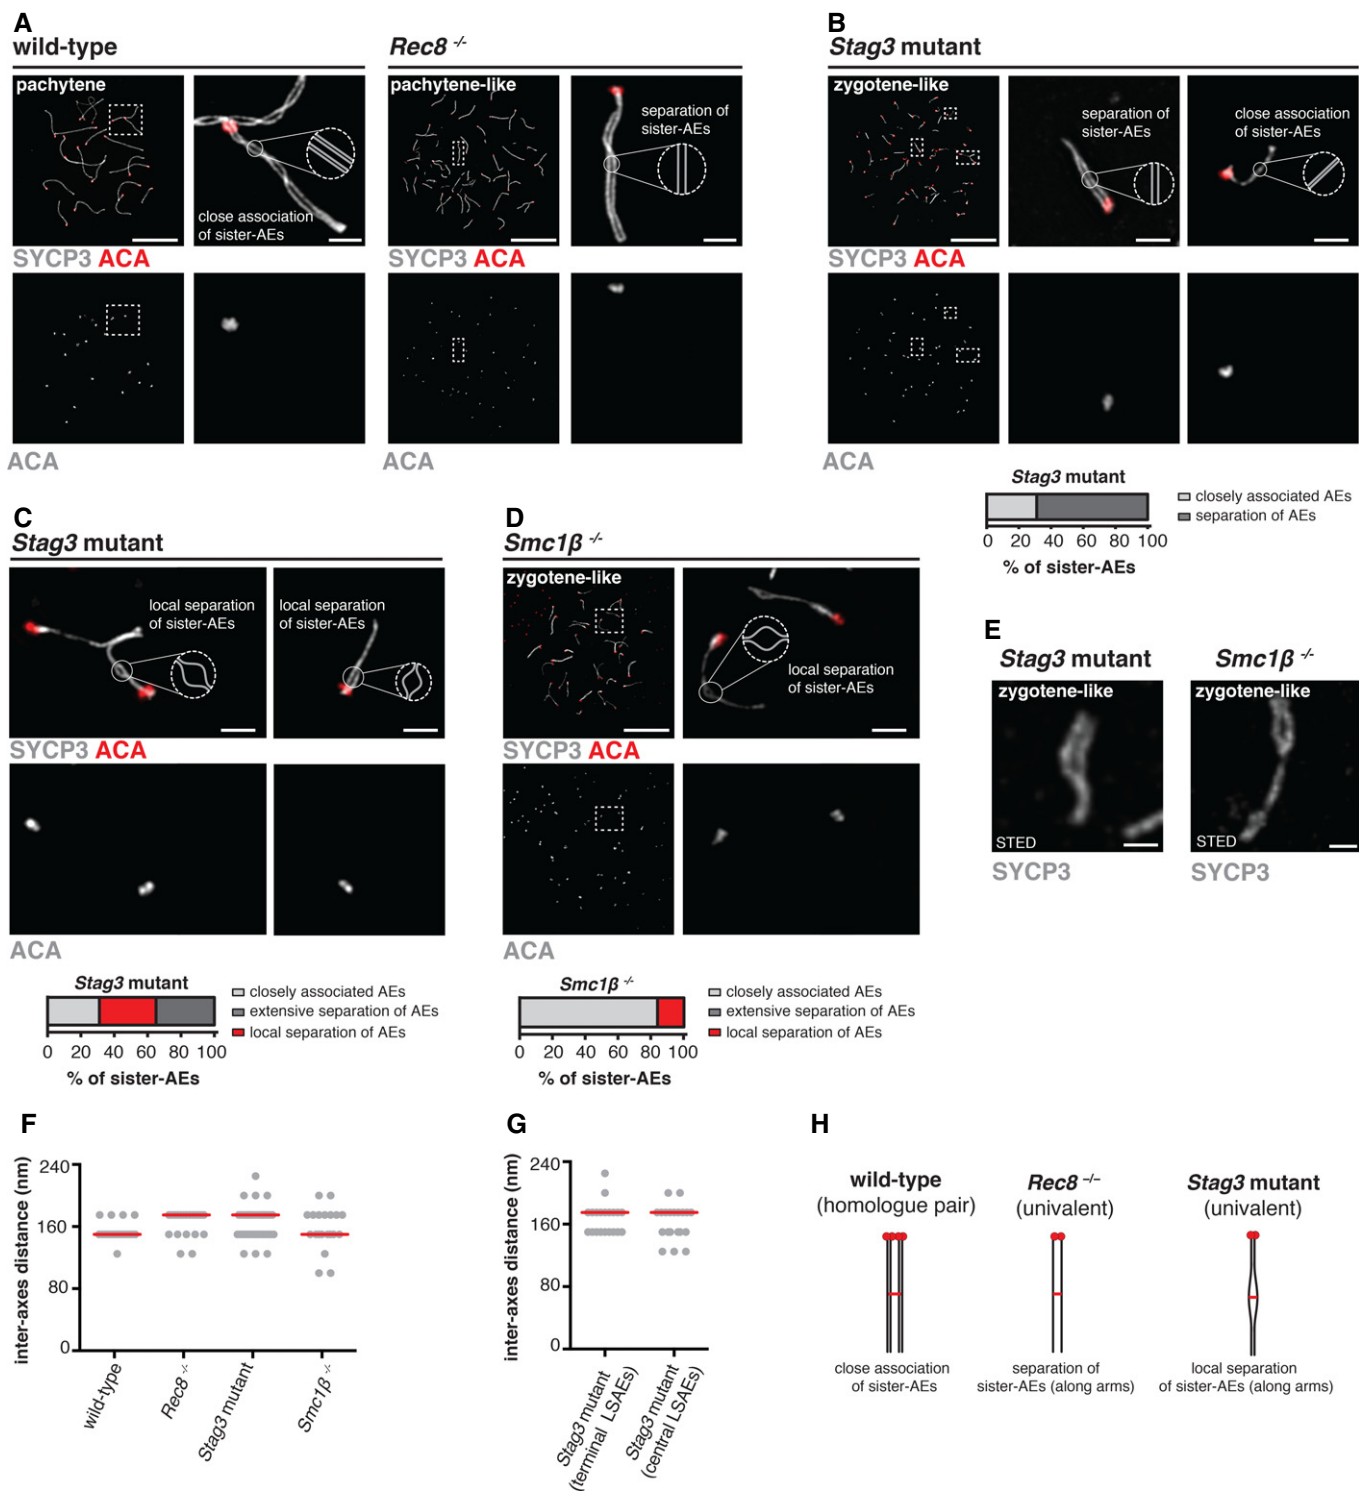 A
wild-type
Rec8 -/-
pachytene
close association
of sister-AEs
pachytene-like
separation of
sister-AEs
SYCP3 ACA
SYCP3 ACA
ACA
ACA
B
Stag3 mutant
zygotene-like
separation of
sister-AEs
close association
of sister-AEs
SYCP3 ACA
ACA
Stag3 mutant
closely associated AEs
separation of AEs
0 20 40 60 80 100
% of sister-AEs
C
Stag3 mutant
local separation
of sister-AEs
local separation
of sister-AEs
SYCP3 ACA
ACA
Stag3 mutant
closely associated AEs
extensive separation of AEs
local separation of AEs
0 20 40 60 80 100
% of sister-AEs
D
Smc1β -/-
zygotene-like
local separation
of sister-AEs
SYCP3 ACA
ACA
Smc1β -/-
closely associated AEs
extensive separation of AEs
local separation of AEs
0 20 40 60 80 100
% of sister-AEs
E
Stag3 mutant
Smc1β -/-
zygotene-like
zygotene-like
STED
STED
SYCP3
SYCP3
F
inter-axes distance (nm)
240
160
80
0
wild-type
Rec8 -/-
Stag3 mutant
Smc1β -/-
G
inter-axes distance (nm)
240
160
80
0
Stag3 mutant
(terminal LSAEs)
Stag3 mutant
(central LSAEs)
H
wild-type
(homologue pair)
Rec8 -/-
(univalent)
Stag3 mutant
(univalent)
close association
of sister-AEs
separation of
sister-AEs (along arms)
local separation
of sister-AEs (along arms)